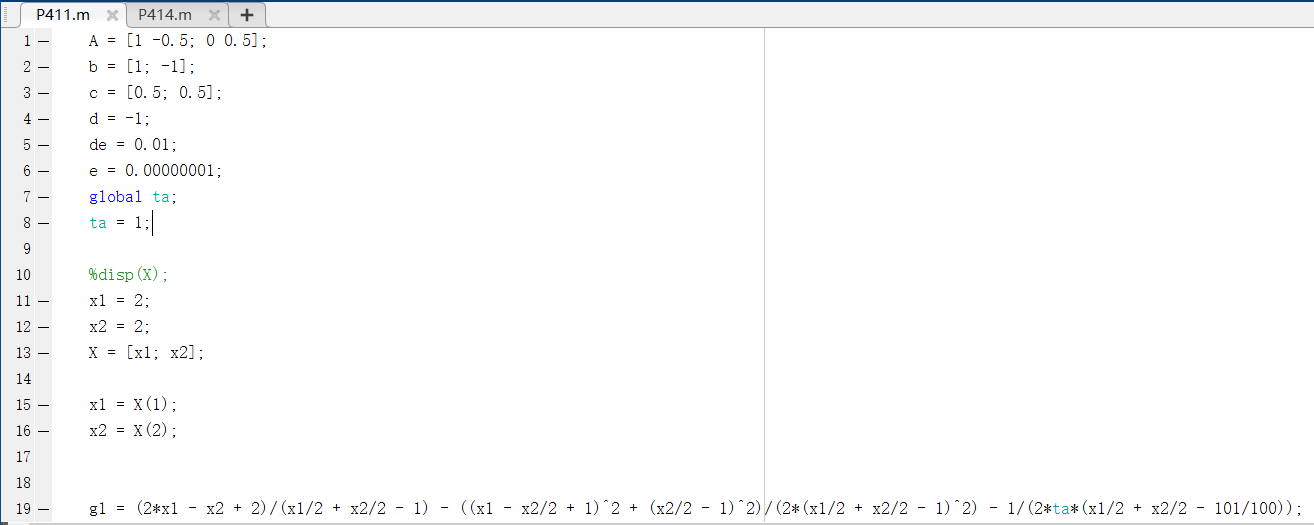 P411.m × P414.m × +
1 — A = [1 -0.5; 0 0.5];
2 — b = [1; -1];
3 — c = [0.5; 0.5];
4 — d = -1;
5 — de = 0.01;
6 — e = 0.00000001;
7 — global ta;
8 — ta = 1;
9
10 %disp(X);
11 — x1 = 2;
12 — x2 = 2;
13 — X = [x1; x2];
14
15 — x1 = X(1);
16 — x2 = X(2);
17
18
19 — g1 = (2*x1 - x2 + 2)/(x1/2 + x2/2 - 1) - ((x1 - x2/2 + 1)^2 + (x2/2 - 1)^2)/(2*(x1/2 + x2/2 - 1)^2) - 1/(2*ta*(x1/2 + x2/2 - 101/100));